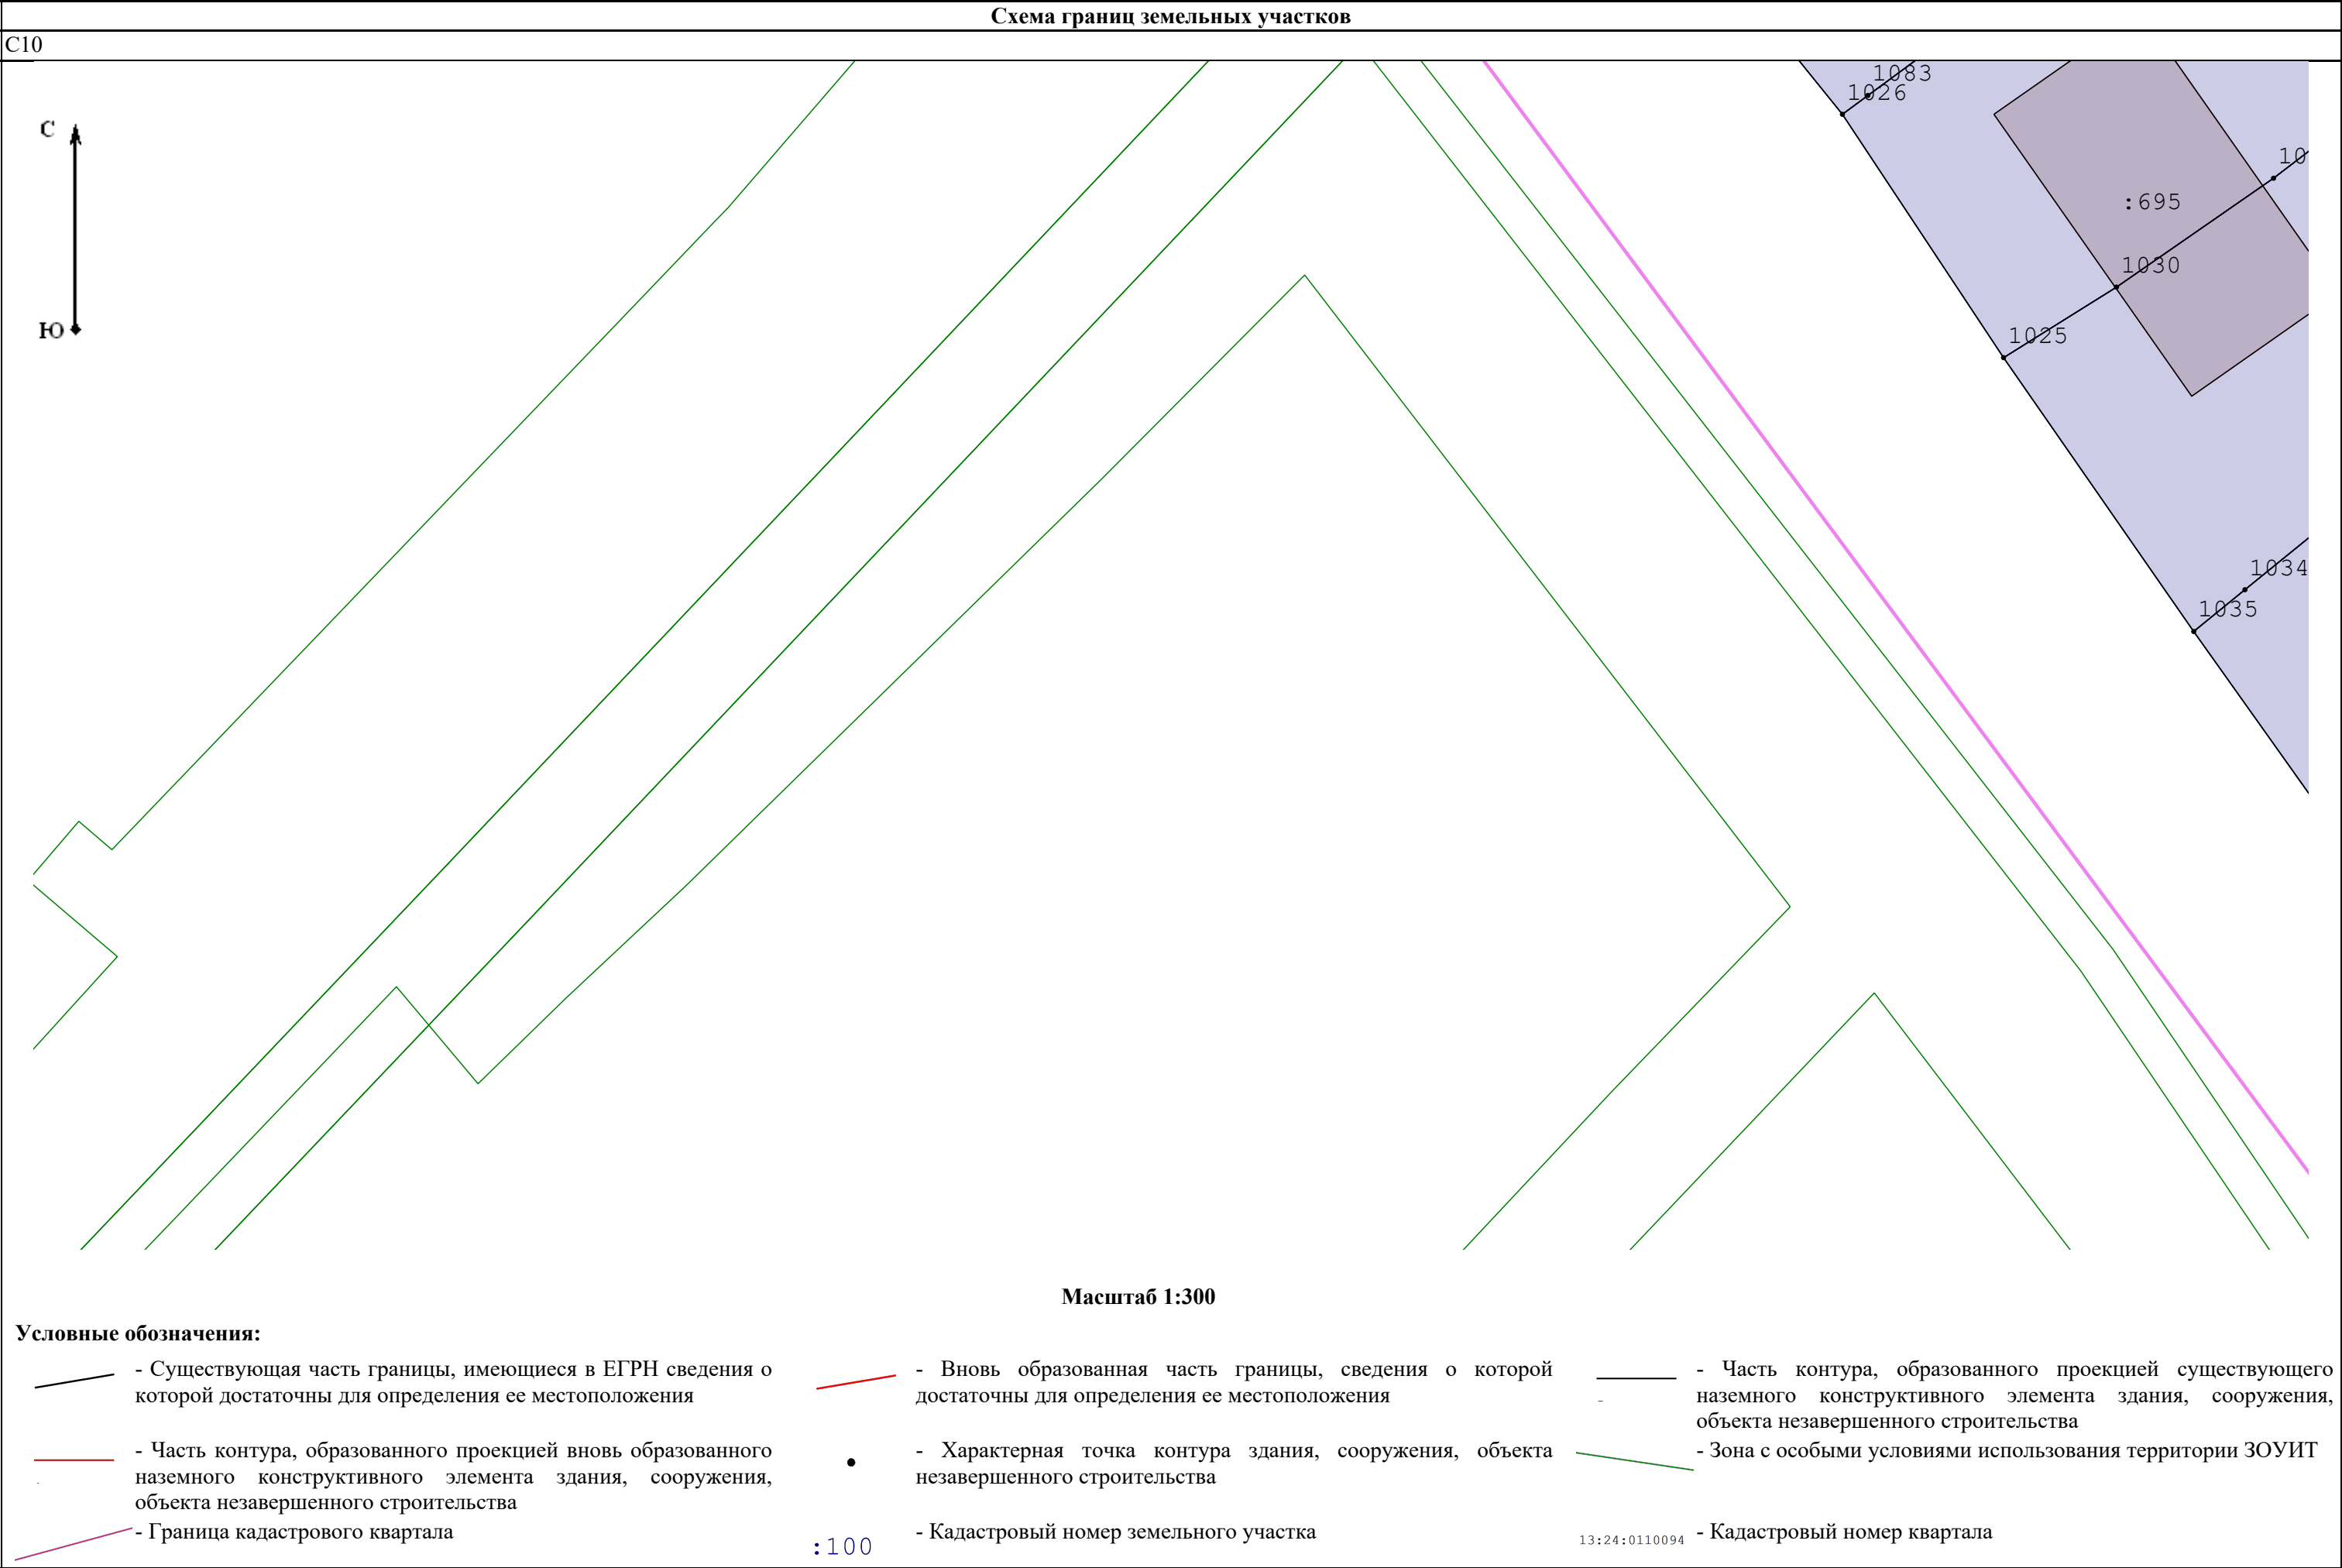 Схема границ земельных участков
С10
1083
1026
С
10
:695
1030
Ю
1025
1034
1035
Масштаб 1:300
Условные обозначения:
- Существующая часть границы, имеющиеся в ЕГРН сведения о
которой достаточны для определения ее местоположения
- Вновь образованная часть границы, сведения о которой
достаточны для определения ее местоположения
- Часть контура, образованного проекцией существующего
наземного конструктивного элемента здания, сооружения,
объекта незавершенного строительства
- Часть контура, образованного проекцией вновь образованного
наземного конструктивного элемента здания, сооружения,
объекта незавершенного строительства
- Характерная точка контура здания, сооружения, объекта
незавершенного строительства
- Зона с особыми условиями использования территории ЗОУИТ
- Граница кадастрового квартала
:100
- Кадастровый номер земельного участка
13:24:0110094
- Кадастровый номер квартала